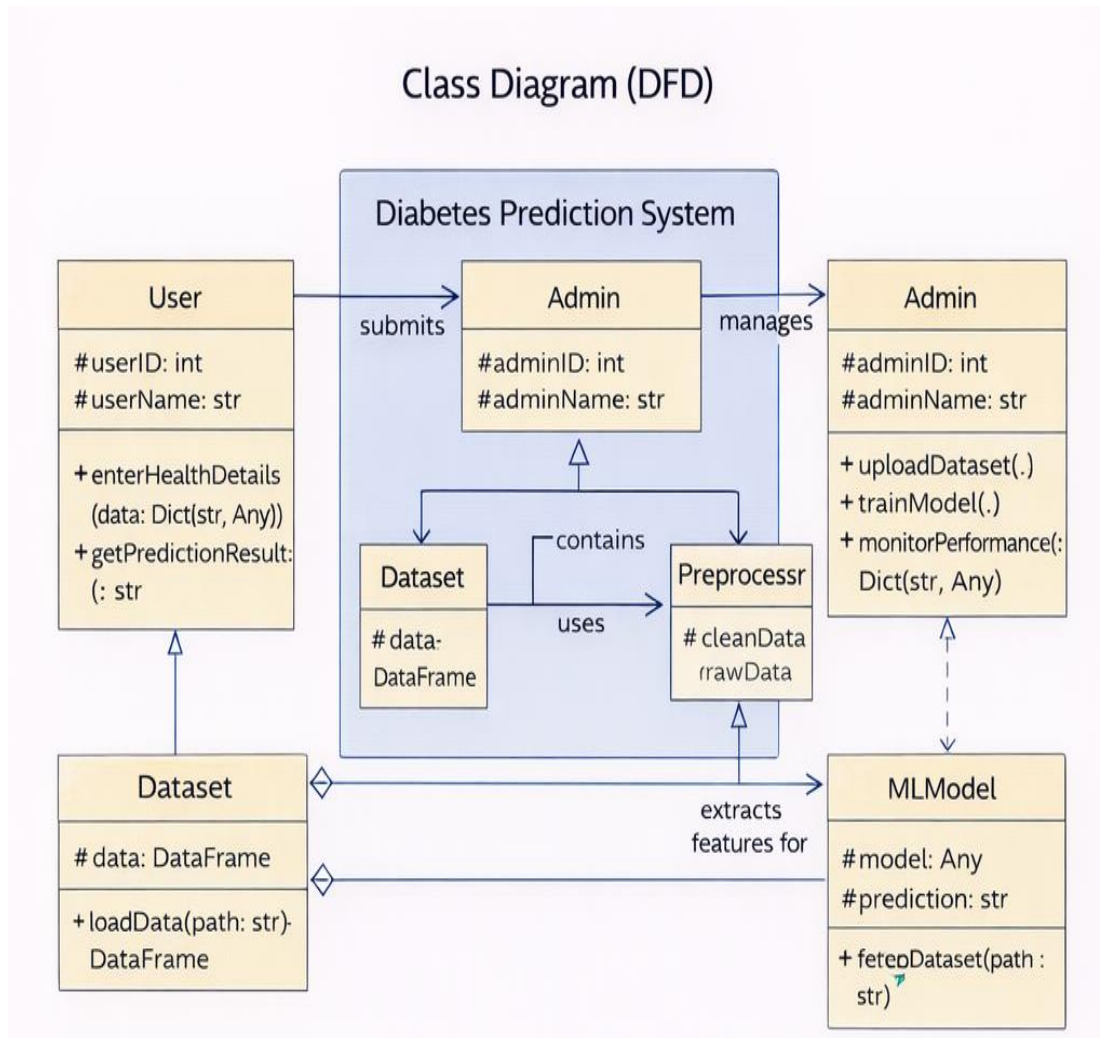 Class Diagram (DFD)
Diabetes Prediction System
User
#userID: int
#userName: str
+enterHealthDetails
(data: Dict(str, Any))
+getPredictionResult:
(: str
submits
Admin
#adminID: int
#adminName: str
manages
Admin
#adminID: int
#adminName: str
+uploadDataset(.)
+trainModel(.)
+monitorPerformance(:
Dict(str, Any)
Dataset
# data-
DataFrame
contains
uses
Preprocessr
# cleanData
rrawData
Dataset
# data: DataFrame
+loadData(path: str)-
DataFrame
extracts
features for
MLModel
#model: Any
#prediction: str
+ (path :
str)